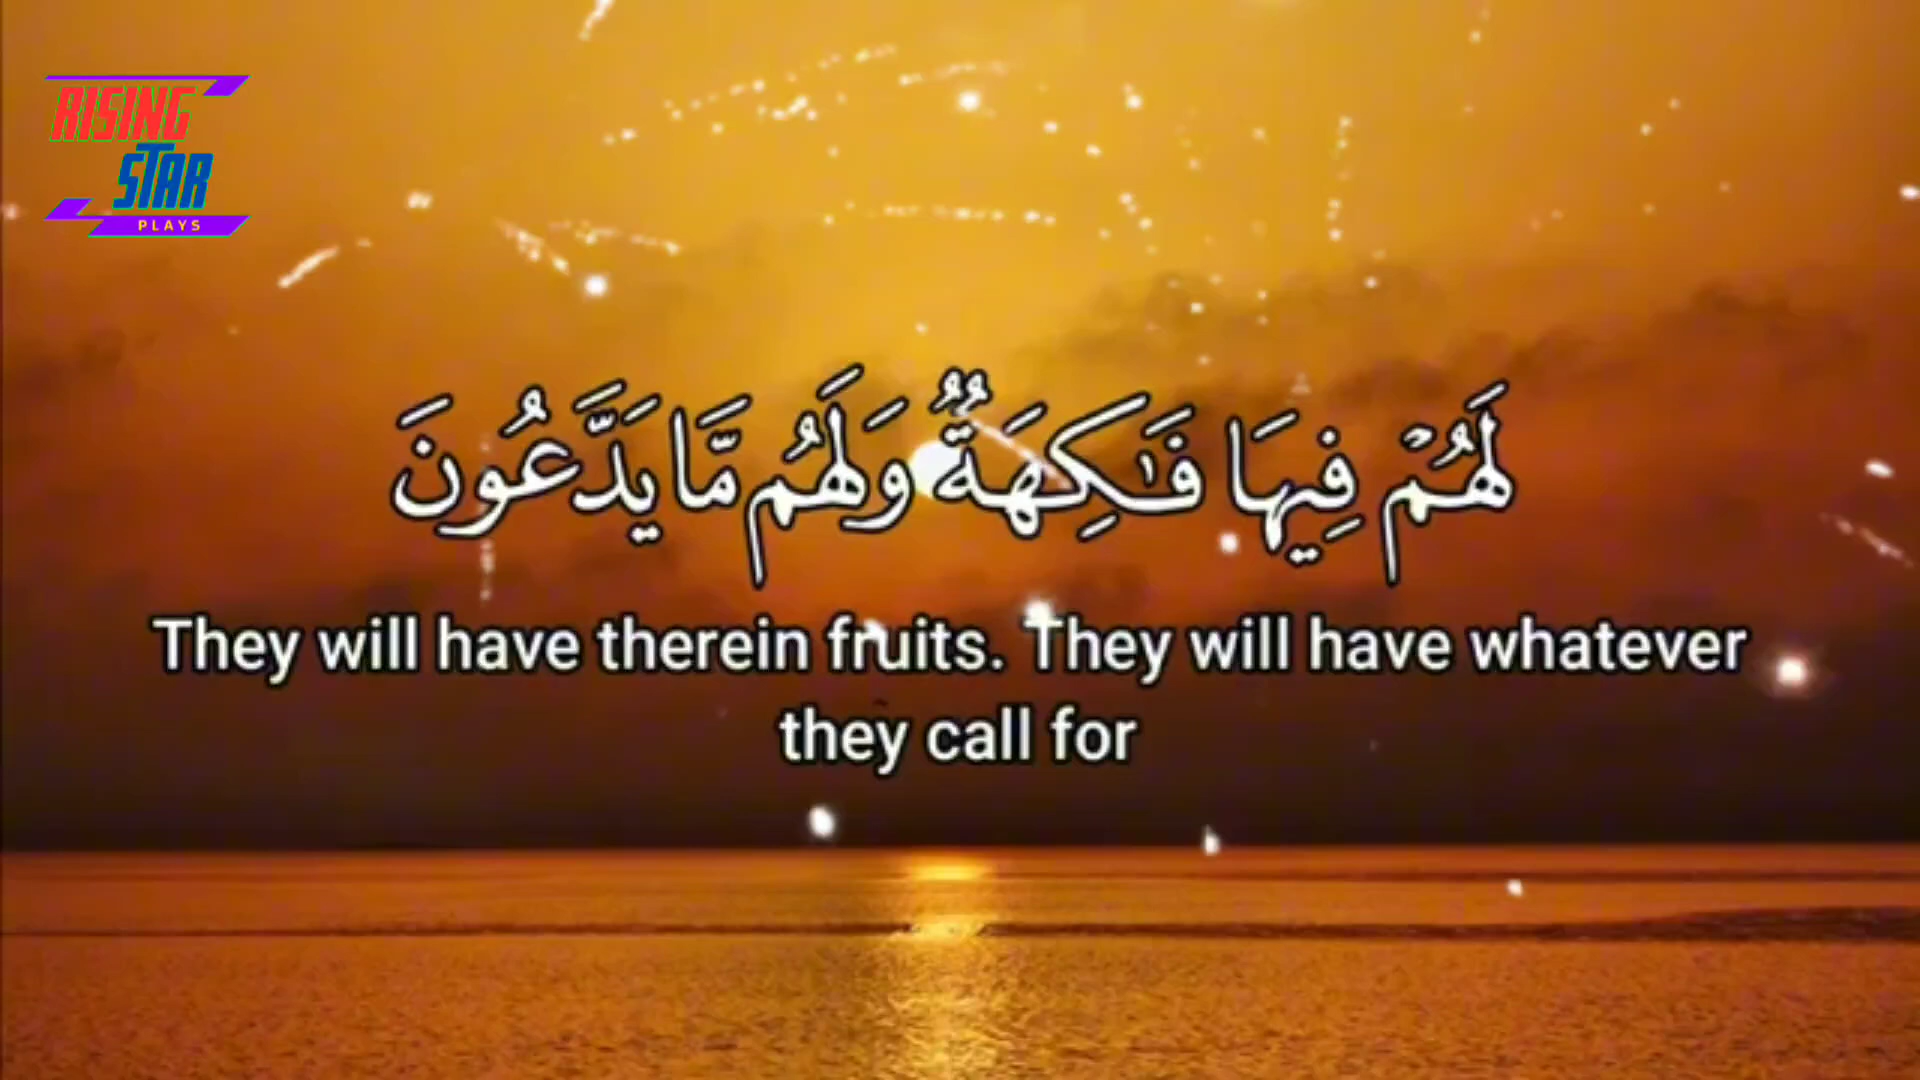 RISING
STAR
PLAYS
لَهُمْ فِيهَا فَـٰكِهَةٌ وَلَهُم مَّا يَدَّعُونَ
They will have therein fruits. They will have whatever
they call for